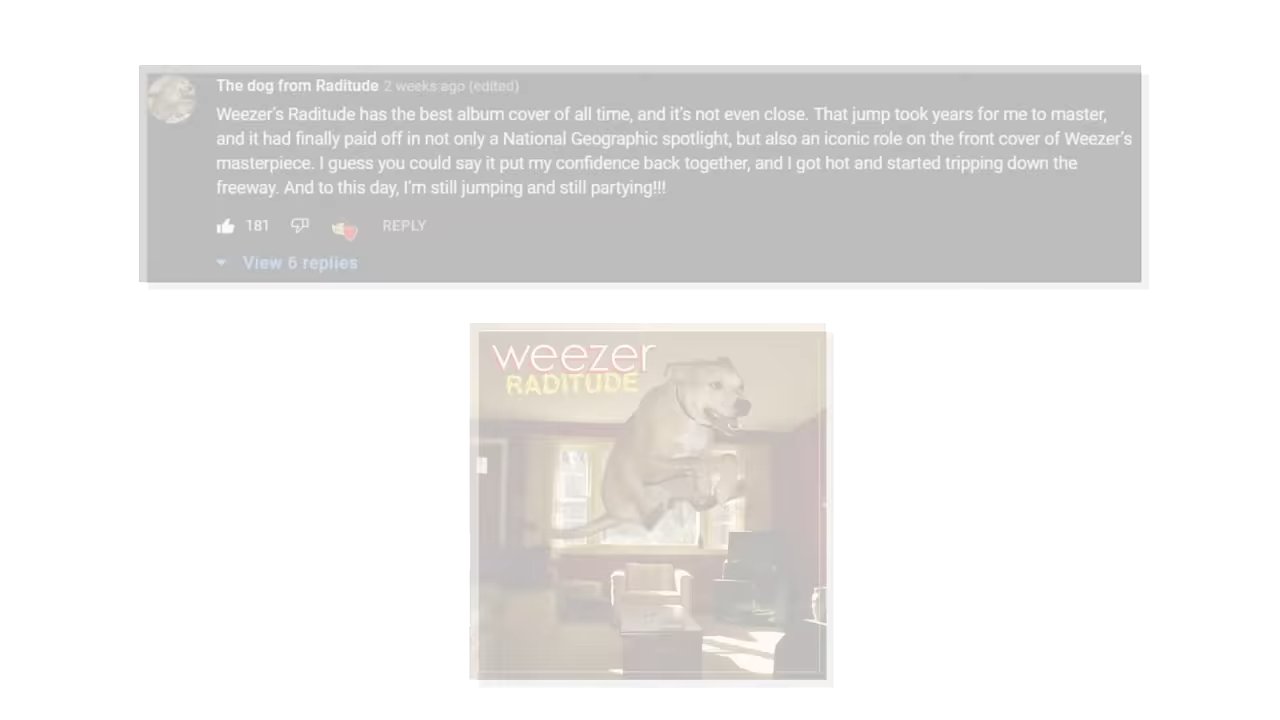 The dog from Raditude 2 weeks ago (edited)
Weezer's Raditude has the best album cover of all time, and it's not even close. That jump took years for me to master,
and it had finally paid off in not only a National Geographic spotlight, but also an iconic role on the front cover of Weezer's
masterpiece. I guess you could say it put my confidence back together, and I got hot and started tripping down the
freeway. And to this day, I'm still jumping and still partying!!!
181 REPLY
View 6 replies
weezer
RADITUDE